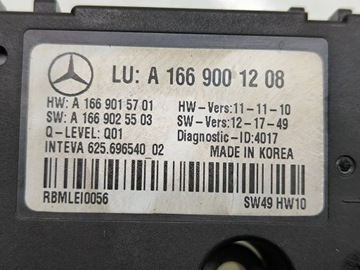 LU: A 166 900 12 08
HW: A 166 901 57 01 HW-Vers:11-11-10
SW: A 166 902 55 03 SW-Vers:12-17-49
Q-LEVEL: Q01 Diagnostic-ID:4017
INTEVA 625.696540_02 MADE IN KOREA
RBMLEI0056 SW49 HW10